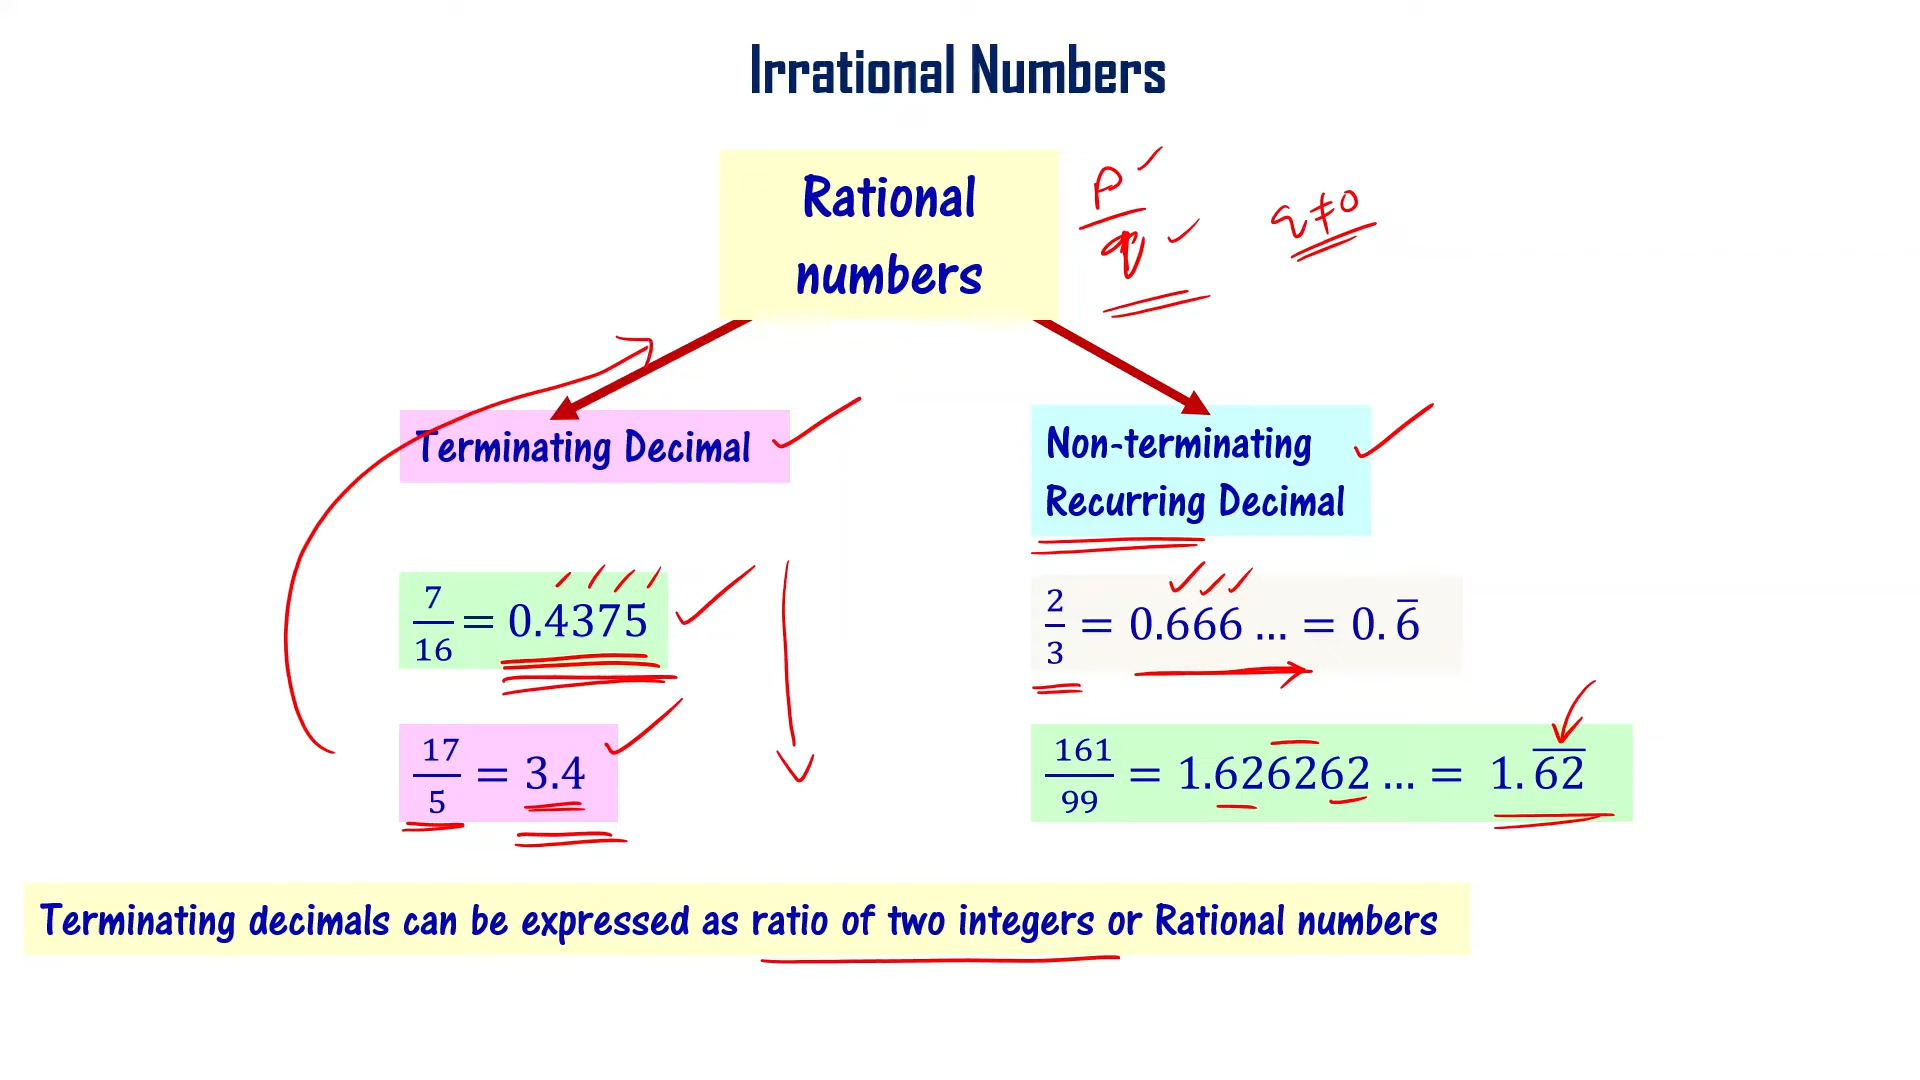 Irrational Numbers
Rational
numbers
p/q
q ≠ 0
Terminating Decimal
Non-terminating
Recurring Decimal
7/16 = 0.4375
2/3 = 0.666 ... = 0.6̅
17/5 = 3.4
161/99 = 1.626262 ... = 1.6̅2̅
Terminating decimals can be expressed as ratio of two integers or Rational numbers